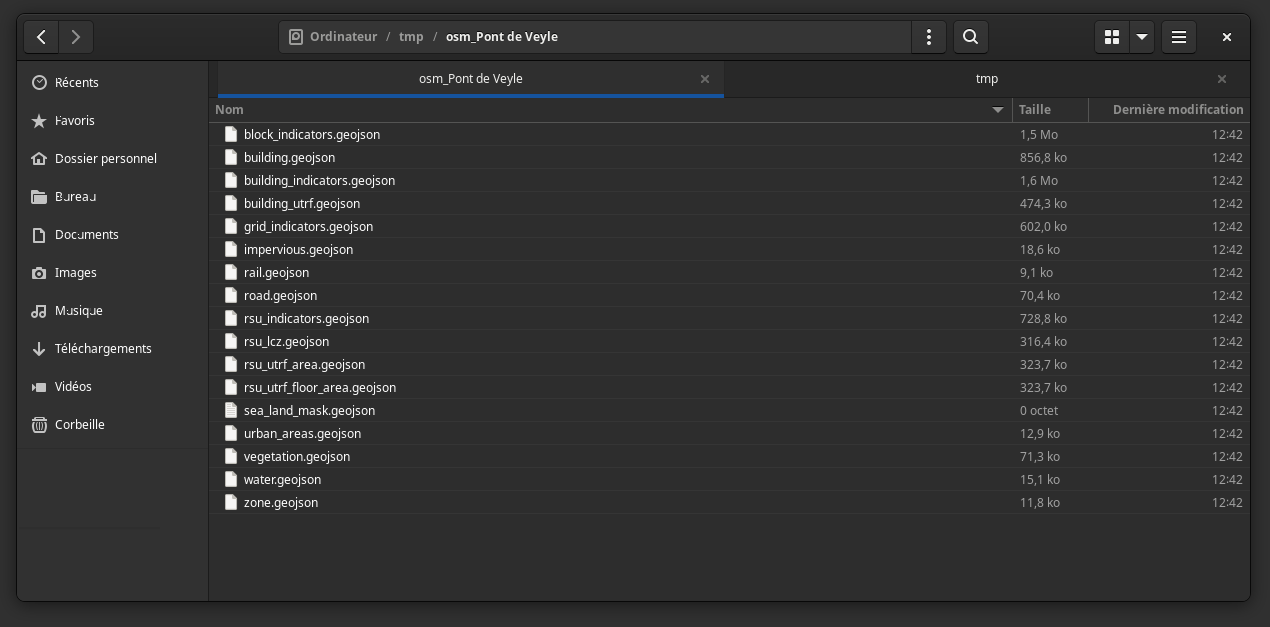 Ordinateur / tmp / osm_Pont de Veyle
Récents
Favoris
Dossier personnel
Bureau
Documents
Images
Musique
Téléchargements
Vidéos
Corbeille
osm_Pont de Veyle tmp
Nom Taille Dernière modification
block_indicators.geojson 1,5 Mo 12:42
building.geojson 856,8 ko 12:42
building_indicators.geojson 1,6 Mo 12:42
building_utrf.geojson 474,3 ko 12:42
grid_indicators.geojson 602,0 ko 12:42
impervious.geojson 18,6 ko 12:42
rail.geojson 9,1 ko 12:42
road.geojson 70,4 ko 12:42
rsu_indicators.geojson 728,8 ko 12:42
rsu_lcz.geojson 316,4 ko 12:42
rsu_utrf_area.geojson 323,7 ko 12:42
rsu_utrf_floor_area.geojson 323,7 ko 12:42
sea_land_mask.geojson 0 octet 12:42
urban_areas.geojson 12,9 ko 12:42
vegetation.geojson 71,3 ko 12:42
water.geojson 15,1 ko 12:42
zone.geojson 11,8 ko 12:42